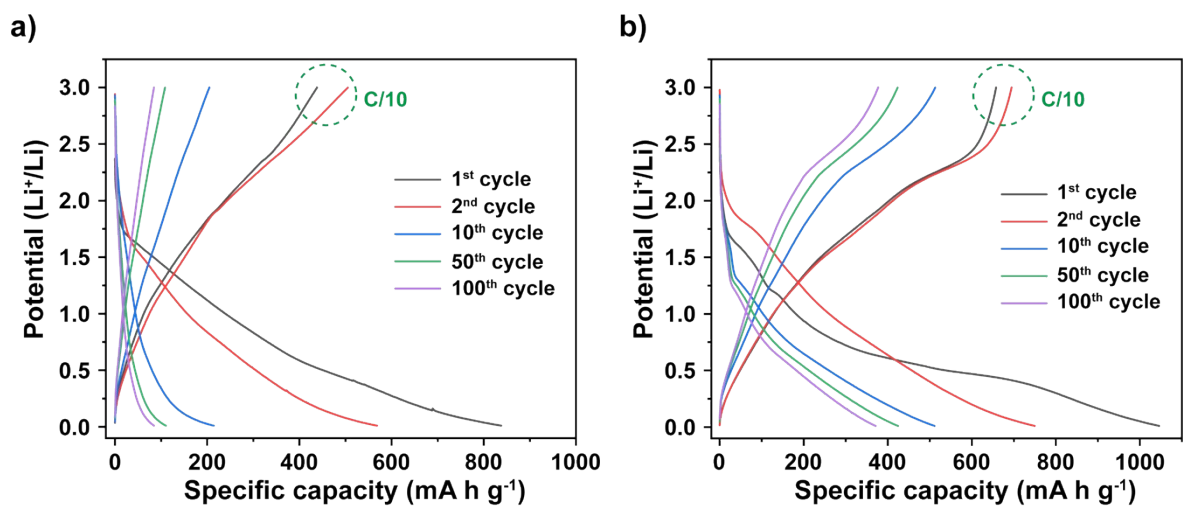 a)
Potential (Li⁺/Li)
3.0
2.5
2.0
1.5
1.0
0.5
0.0
C/10
1st cycle
2nd cycle
10th cycle
50th cycle
100th cycle
0 200 400 600 800 1000
Specific capacity (mA h g⁻¹)
b)
Potential (Li⁺/Li)
3.0
2.5
2.0
1.5
1.0
0.5
0.0
C/10
1st cycle
2nd cycle
10th cycle
50th cycle
100th cycle
0 200 400 600 800 1000
Specific capacity (mA h g⁻¹)